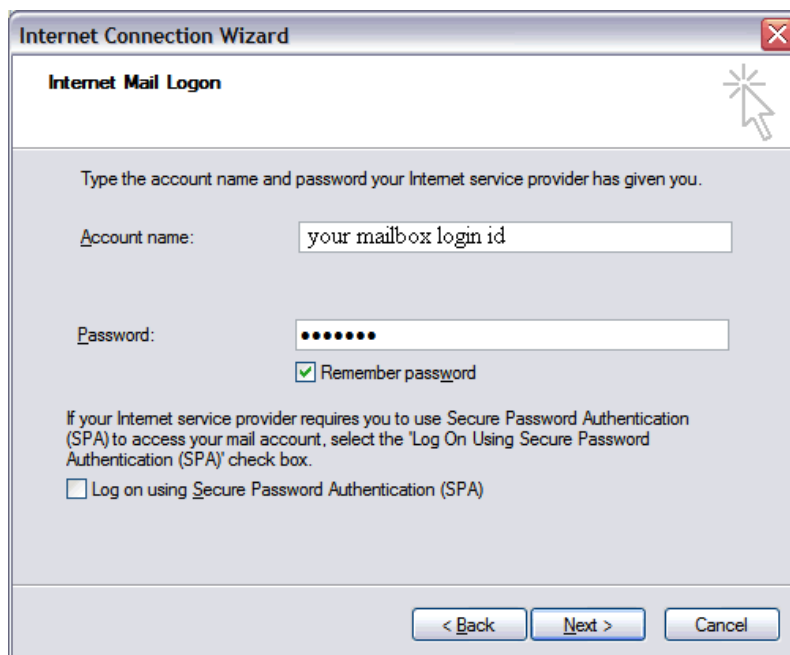 Internet Connection Wizard
Internet Mail Logon
Type the account name and password your Internet service provider has given you.
Account name: your mailbox login id
Password: •••••••
Remember password
If your Internet service provider requires you to use Secure Password Authentication
(SPA) to access your mail account, select the 'Log On Using Secure Password
Authentication (SPA)' check box.
Log on using Secure Password Authentication (SPA)
< Back Next > Cancel